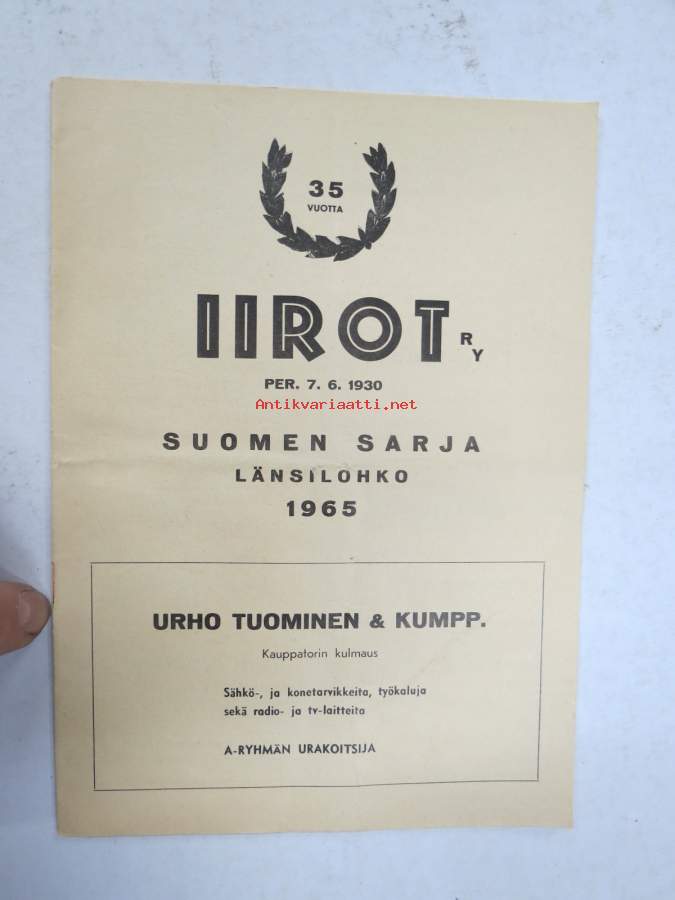 35
VUOTTA
IIROT RY
PER. 7. 6. 1930
Antikvariaatti.net
SUOMEN SARJA
LÄNSILOHKO
1965
URHO TUOMINEN & KUMPP.
Kauppatorin kulmaus
Sähkö-, ja konetarvikkeita, työkaluja
sekä radio- ja tv-laitteita
A-RYHMÄN URAKOITSIJA